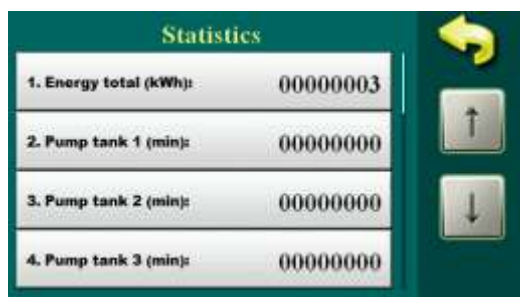 Statistics
1. Energy total (kWh): 00000003
2. Pump tank 1 (min): 00000000
3. Pump tank 2 (min): 00000000
4. Pump tank 3 (min): 00000000